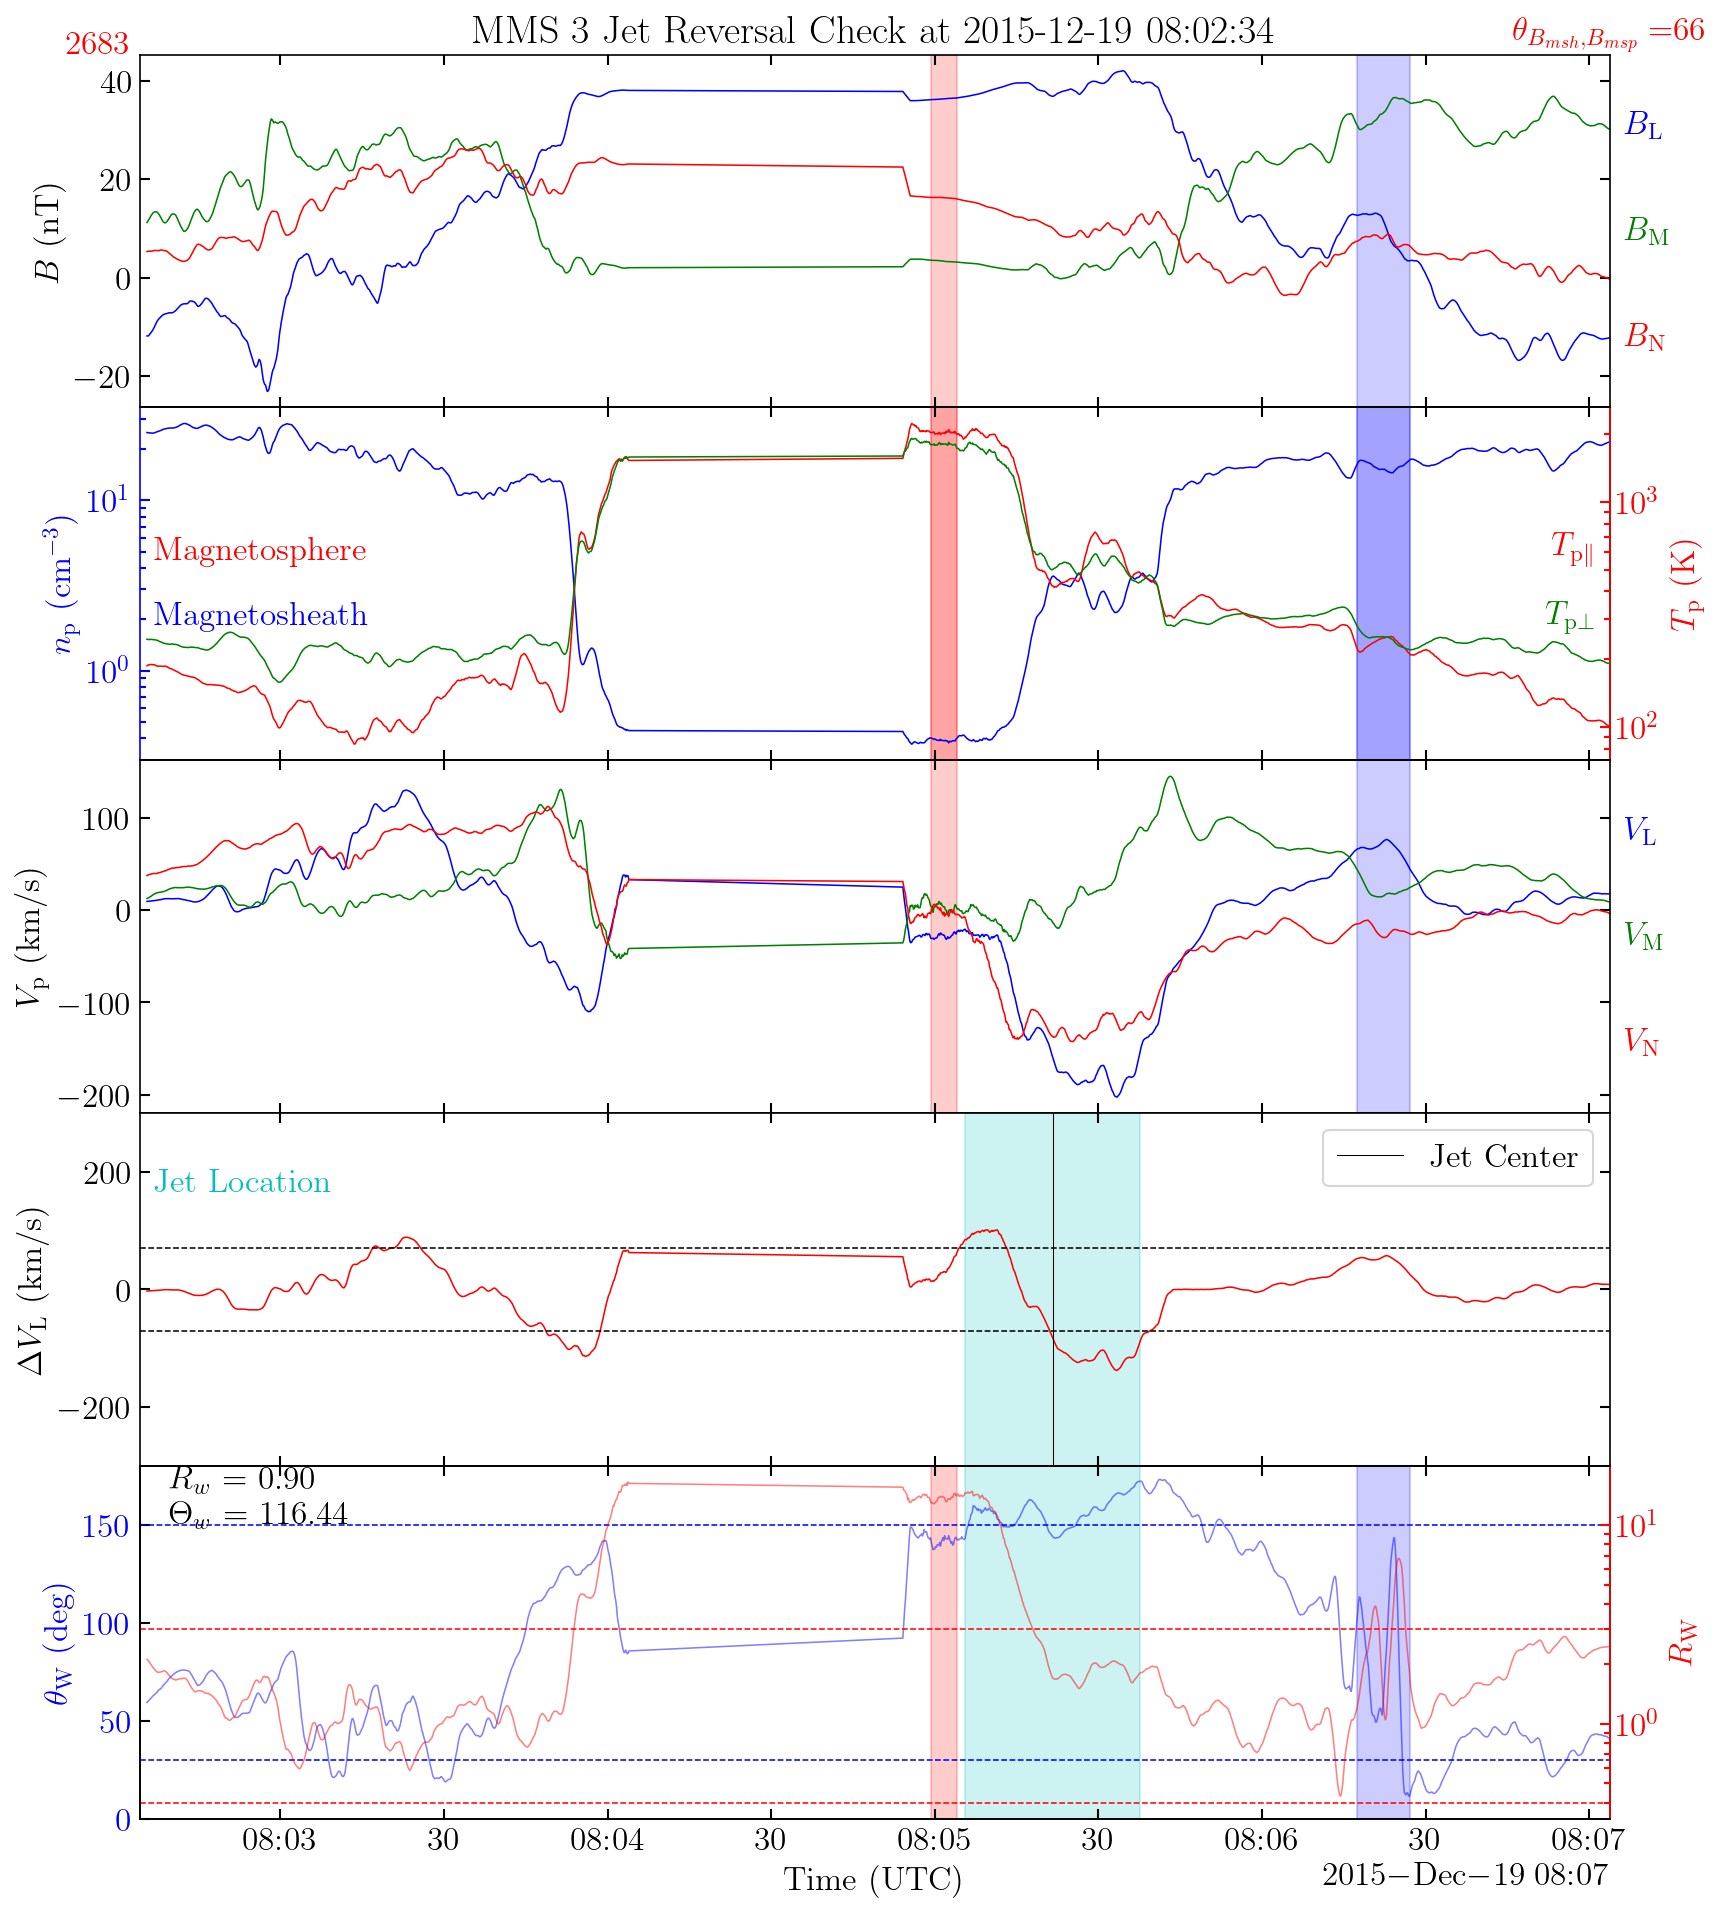 MMS 3 Jet Reversal Check at 2015-12-19 08:02:34
2683
θ_{B_{msh},B_{msp}} =66
40
20
0
−20
B (nT)
B_L
B_M
B_N
10^1
10^0
n_p (cm^{−3})
Magnetosphere
Magnetosheath
T_{p∥}
T_{p⊥}
10^3
10^2
T_p (K)
100
0
−100
−200
V_p (km/s)
V_L
V_M
V_N
200
0
−200
ΔV_L (km/s)
Jet Location
Jet Center
R_w = 0.90
Θ_w = 116.44
150
100
50
0
θ_W (deg)
10^1
10^0
R_W
08:03 30 08:04 30 08:05 30 08:06 30 08:07
Time (UTC)
2015−Dec−19 08:07